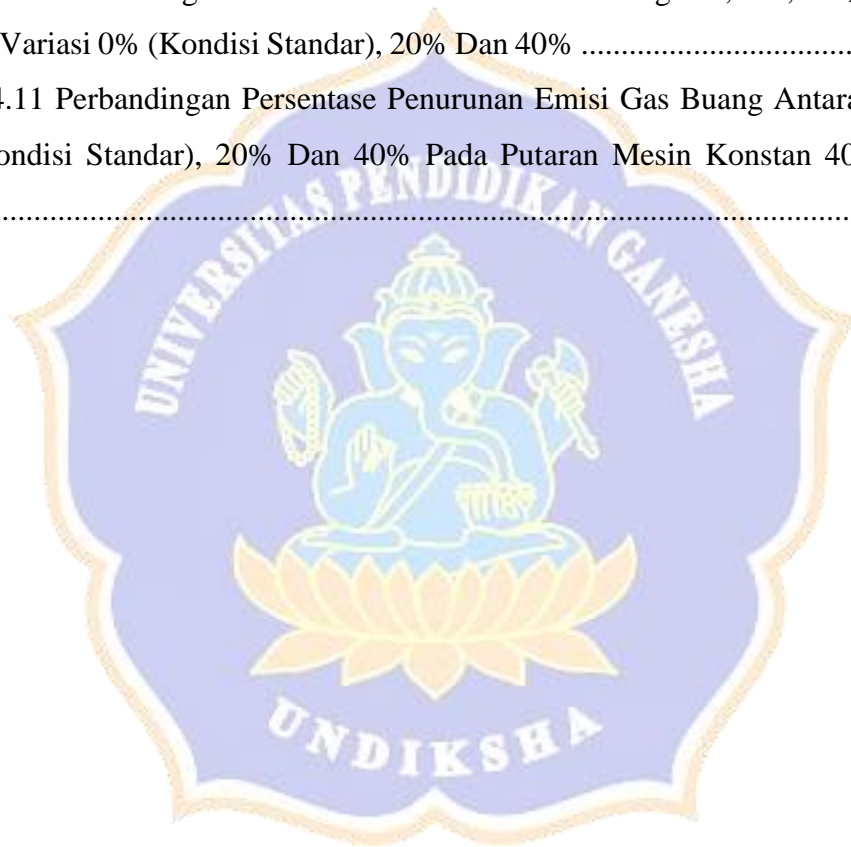 Variasi 0% (Kondisi Standar), 20% Dan 40% ..................................
4.11 Perbandingan Persentase Penurunan Emisi Gas Buang Antara
ondisi Standar), 20% Dan 40% Pada Putaran Mesin Konstan 40
..........................................................................................................
UNIVERSITAS PENDIDIKAN GANESHA
UNDIKSHA